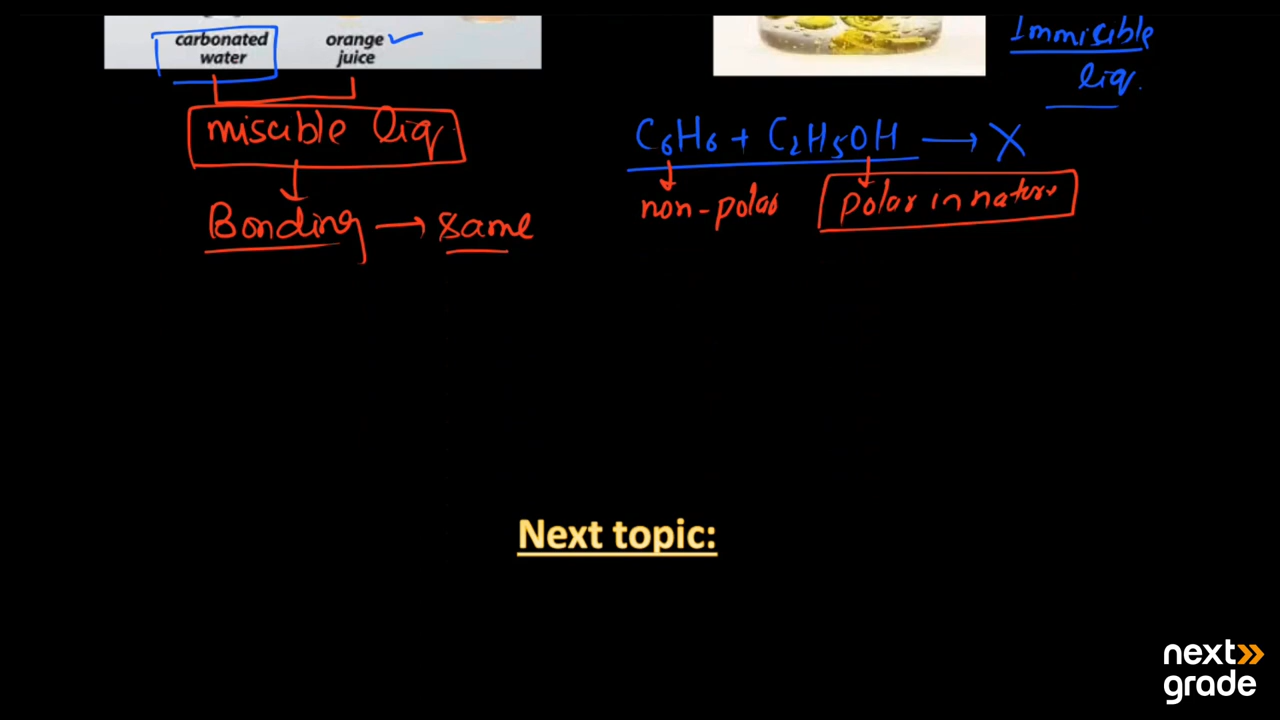 carbonated
water
orange
juice
miscible liq.
Bonding → same
Immiscible
liq.
C₆H₆ + C₂H₅OH → X
non-polar
polar in nature
Next topic:
next
grade